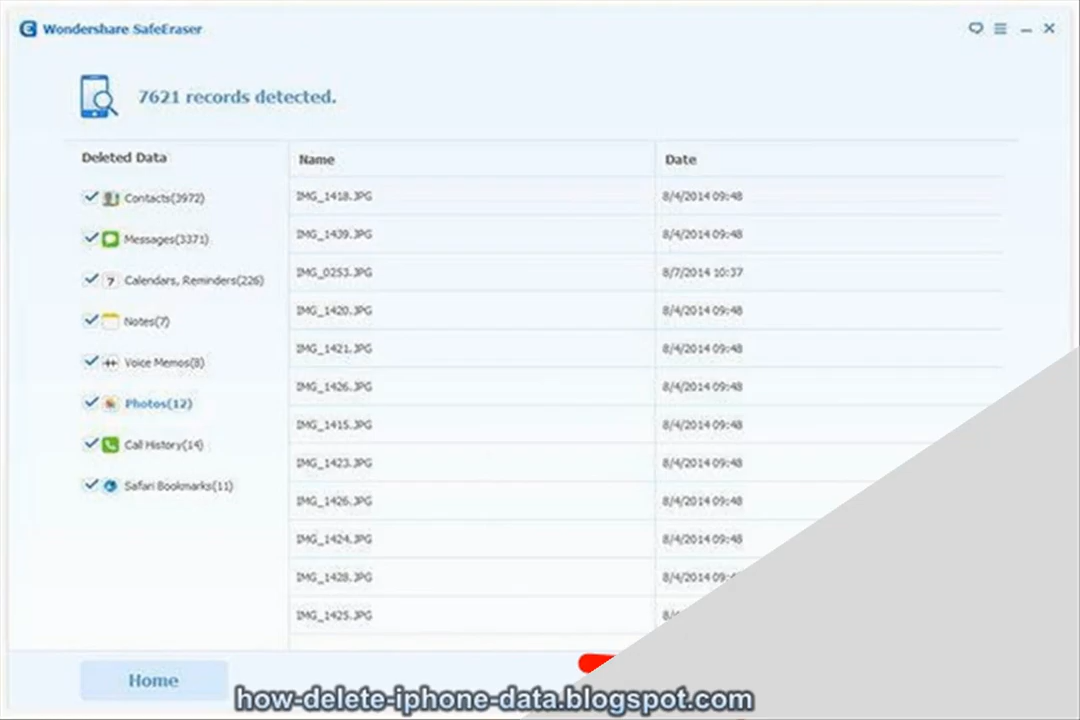 Wondershare SafeEraser
7621 records detected.
Deleted Data
Name
Date
Contacts(3972)
Messages(3371)
Calendars, Reminders(226)
Notes(7)
Voice Memos(8)
Photos(12)
Call History(14)
Safari Bookmarks(11)
IMG_1418.JPG 8/4/2014 09:48
IMG_1439.JPG 8/4/2014 09:48
IMG_0253.JPG 8/7/2014 10:37
IMG_1420.JPG 8/4/2014 09:48
IMG_1421.JPG 8/4/2014 09:48
IMG_1426.JPG 8/4/2014 09:48
IMG_1415.JPG 8/4/2014 09:48
IMG_1423.JPG 8/4/2014 09:48
IMG_1426.JPG 8/4/2014 09:48
IMG_1424.JPG 8/4/2014 09:48
IMG_1428.JPG 8/4/2014
IMG_1425.JPG
Home
how-delete-iphone-data.blogspot.com